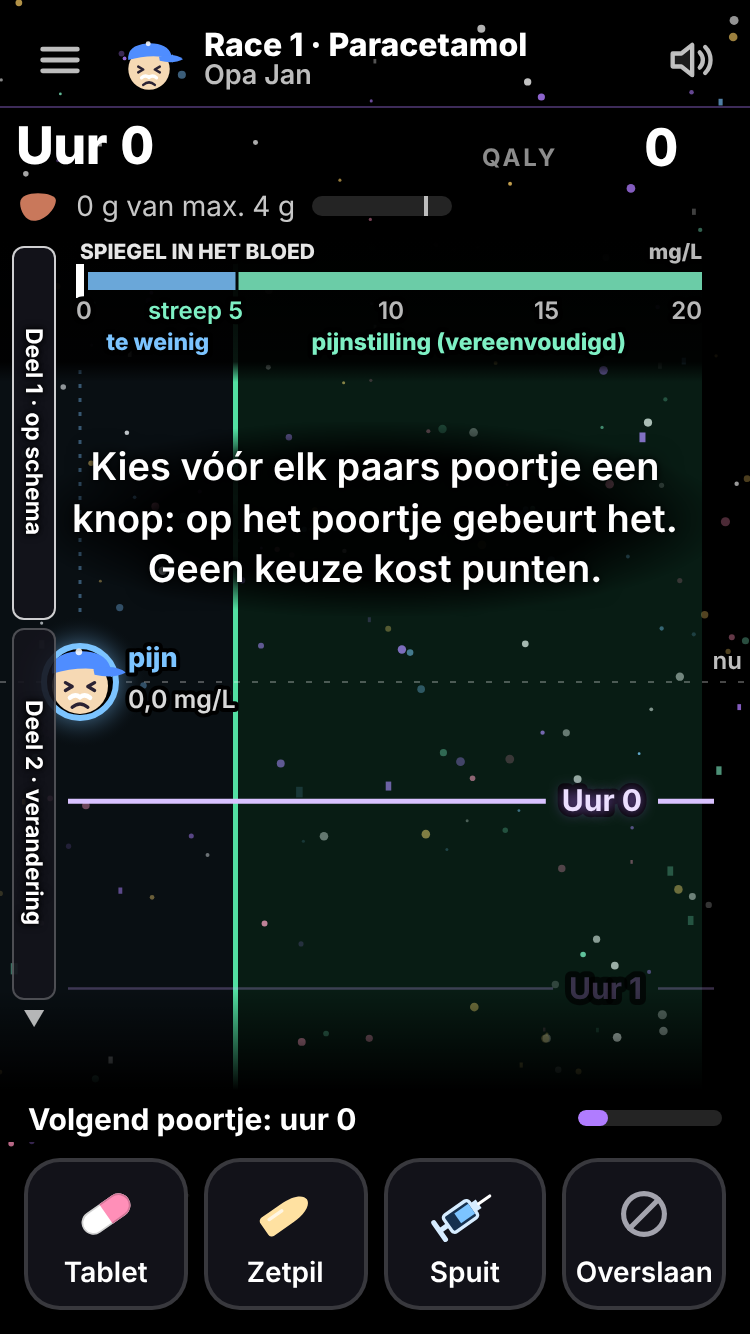 Race 1 · Paracetamol
Opa Jan
Uur 0
QALY
0
0 g van max. 4 g
SPIEGEL IN HET BLOED
mg/L
0
streep 5
10
15
20
te weinig
pijnstilling (vereenvoudigd)
Deel 1 · op schema
Kies vóór elk paars poortje een
knop: op het poortje gebeurt het.
Geen keuze kost punten.
pijn
nu
0,0 mg/L
Deel 2 · verandering
Uur 0
Uur 1
Volgend poortje: uur 0
Tablet
Zetpil
Spuit
Overslaan